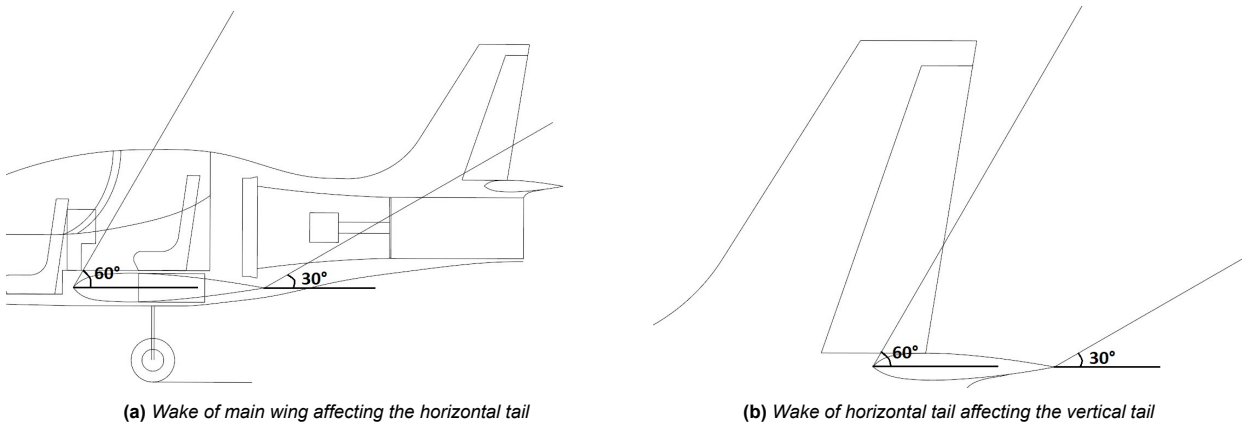 60°
30°
60°
30°
(a) Wake of main wing affecting the horizontal tail
(b) Wake of horizontal tail affecting the vertical tail